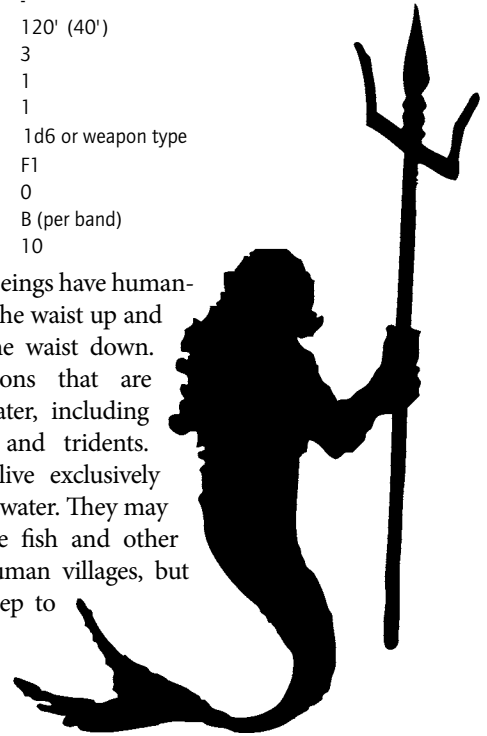 -
120' (40')
3
1
1
1d6 or weapon type
F1
0
B (per band)
10
eings have human-
he waist up and
e waist down.
ons that are
ater, including
and tridents.
live exclusively
water. They may
e fish and other
uman villages, but
ep to